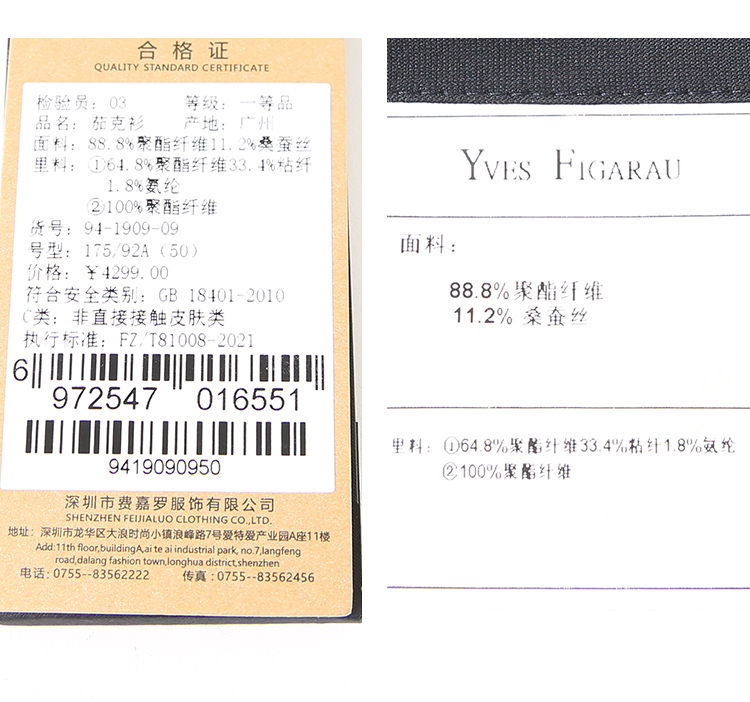 合格证
QUALITY STANDARD CERTIFICATE
检验员：03 等级：一等品
品名：茄克衫 产地：广州
面料：88.8%聚酯纤维11.2%桑蚕丝
里料：①64.8%聚酯纤维33.4%粘纤
1.8%氨纶
②100%聚酯纤维
货号：94-1909-09
号型：175/92A（50）
价格：￥4299.00
符合安全类别：GB 18401-2010
C类：非直接接触皮肤类
执行标准：FZ/T81008-2021
6 972547 016551
9419090950
深圳市费嘉罗服饰有限公司
SHENZHEN FEIJIALUO CLOTHING CO.,LTD.
地址：深圳市龙华区大浪时尚小镇浪峰路7号爱特爱产业园A座11楼
Add:11th floor,buildingA,ai te ai industrial park, no.7,langfeng
road,dalang fashion town,longhua district,shenzhen
电话：0755--83562222 传真：0755--83562456
YVES FIGARAU
面料：
88.8%聚酯纤维
11.2% 桑蚕丝
里料：①64.8%聚酯纤维33.4%粘纤1.8%氨纶
②100%聚酯纤维